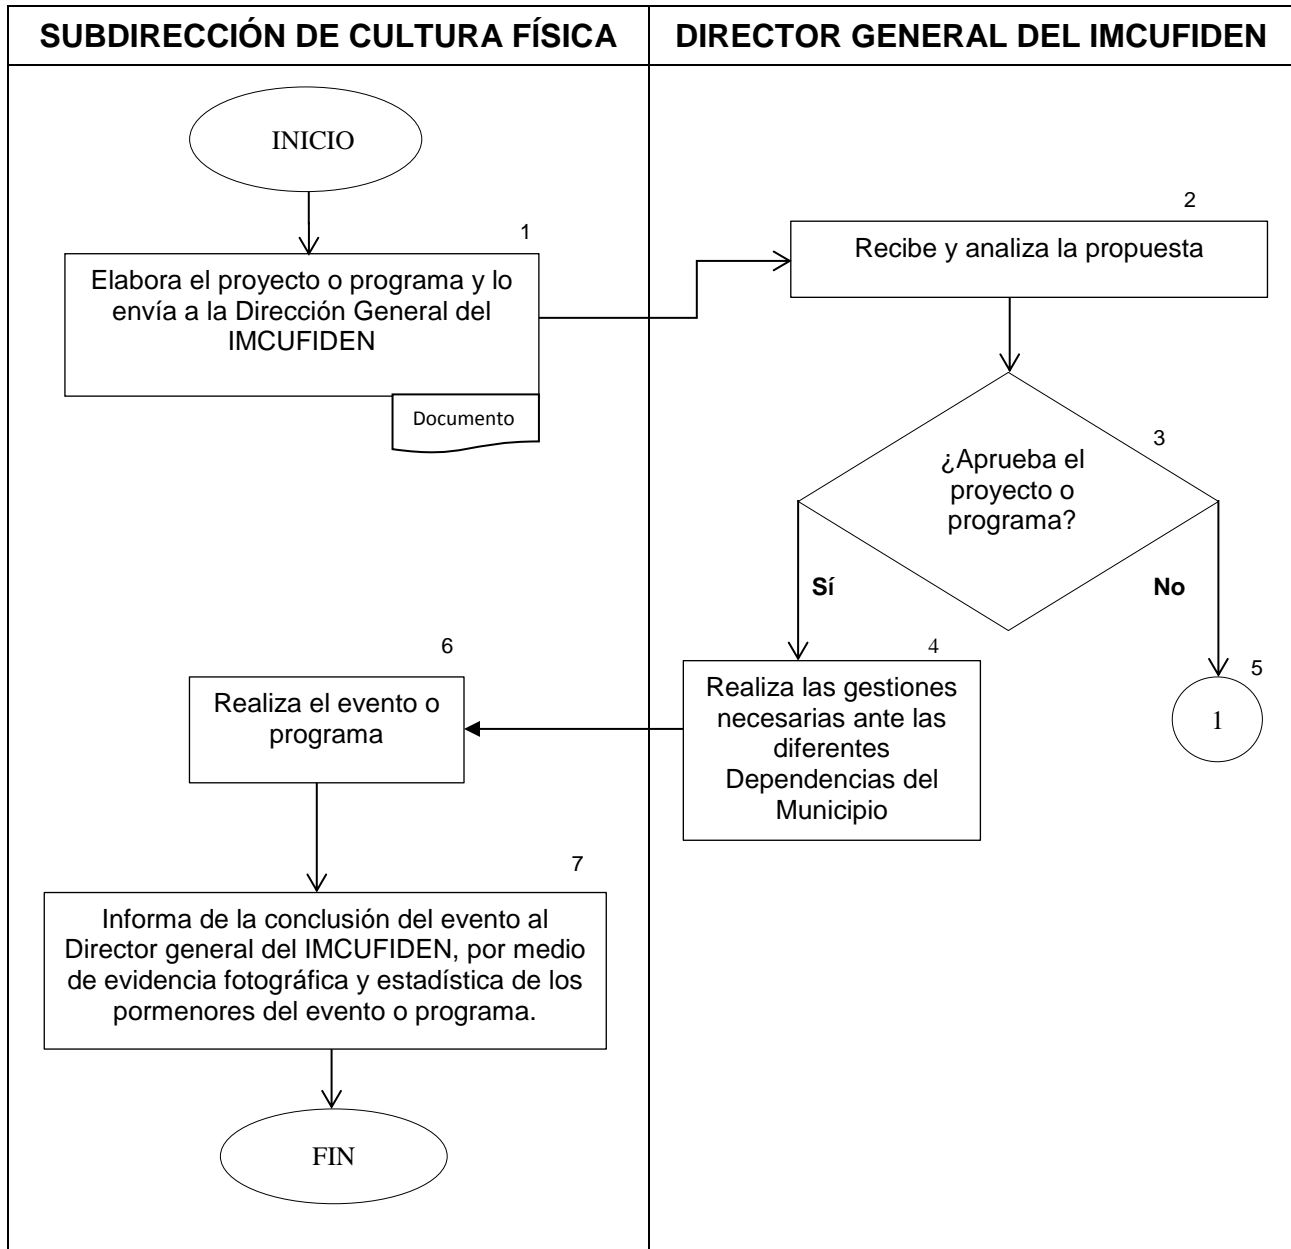 SUBDIRECCIÓN DE CULTURA FÍSICA
DIRECTOR GENERAL DEL IMCUFIDEN
INICIO
1
Elabora el proyecto o programa y lo
envía a la Dirección General del
IMCUFIDEN
Documento
2
Recibe y analiza la propuesta
3
¿Aprueba el
proyecto o
programa?
Sí
No
4
Realiza las gestiones
necesarias ante las
diferentes
Dependencias del
Municipio
5
1
6
Realiza el evento o
programa
7
Informa de la conclusión del evento al
Director general del IMCUFIDEN, por medio
de evidencia fotográfica y estadística de los
pormenores del evento o programa.
FIN